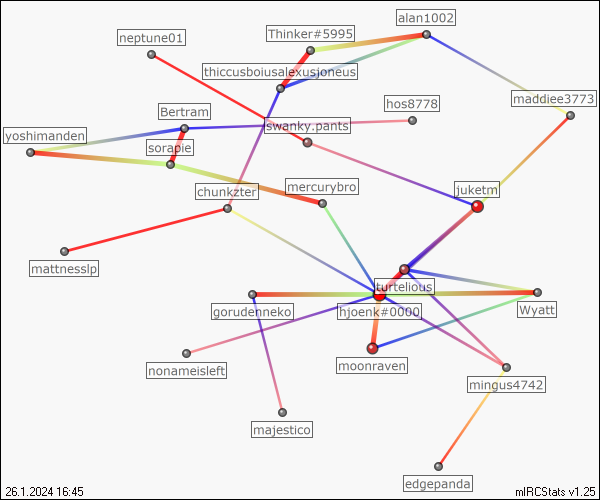 alan1002
Thinker#5995
neptune01
thiccusboiusalexusjoneus
maddiee3773
hos8778
Bertram
swanky.pants
yoshimanden
sorapie
mercurybro
juketm
chunkzter
mattnesslp
turtelious
gorudenneko
hjoenk#0000
Wyatt
moonraven
nonameisleft
mingus4742
majestico
edgepanda
26.1.2024 16:45
mIRCStats v1.25